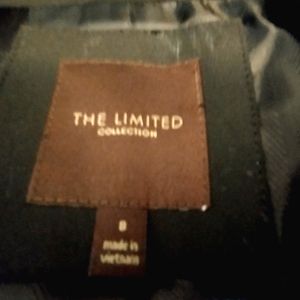 THE LIMITED
COLLECTION
8
made in
vietnam